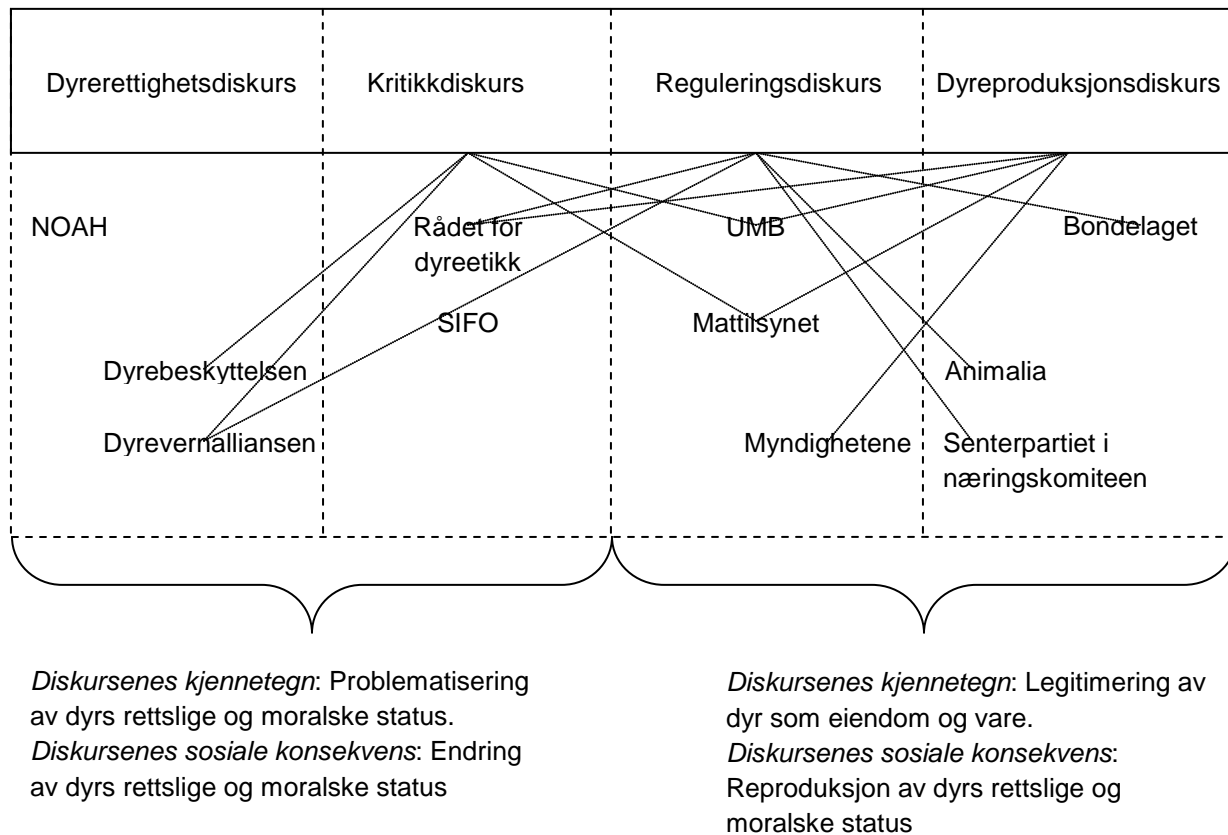 Dyrerettighetsdiskurs
Kritikkdiskurs
Reguleringsdiskurs
Dyreproduksjonsdiskurs
NOAH
Rådet for
dyreetikk
UMB
Bondelaget
SIFO
Mattilsynet
Dyrebeskyttelsen
Animalia
Dyrevernalliansen
Myndighetene
Senterpartiet i
næringskomiteen
Diskursenes kjennetegn: Problematisering
av dyrs rettslige og moralske status.
Diskursenes sosiale konsekvens: Endring
av dyrs rettslige og moralske status
Diskursenes kjennetegn: Legitimering av
dyr som eiendom og vare.
Diskursenes sosiale konsekvens:
Reproduksjon av dyrs rettslige og
moralske status